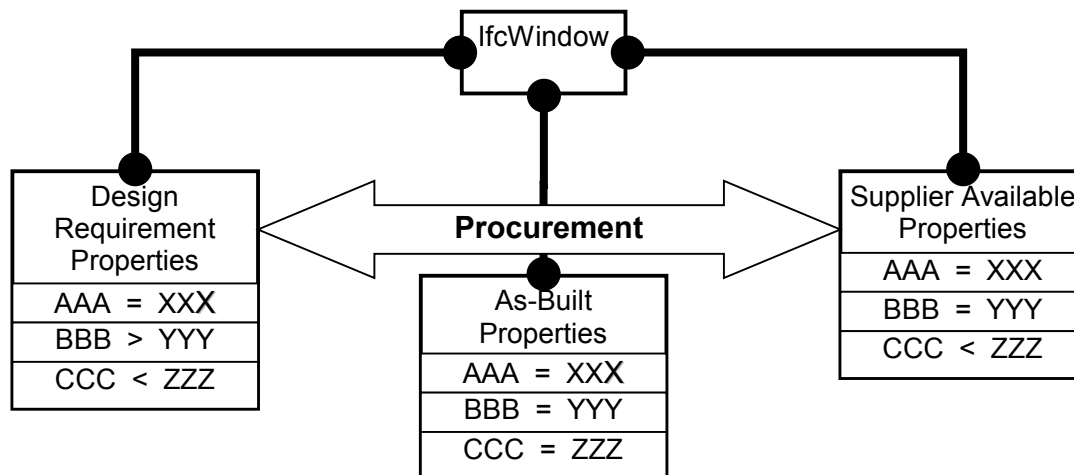 IfcWindow
Design
Requirement
Properties
AAA = XXX
BBB > YYY
CCC < ZZZ
Procurement
As-Built
Properties
AAA = XXX
BBB = YYY
CCC = ZZZ
Supplier Available
Properties
AAA = XXX
BBB = YYY
CCC < ZZZ